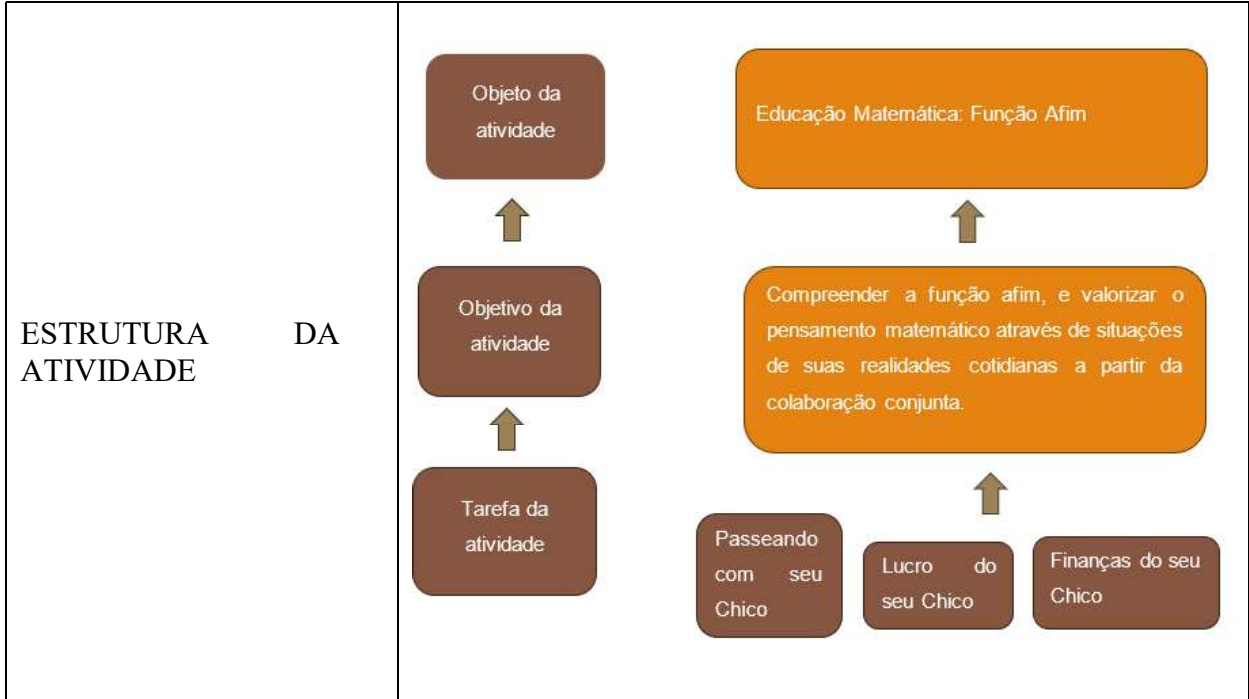 ESTRUTURA DA
ATIVIDADE
Objeto da
atividade
Objetivo da
atividade
Tarefa da
atividade
Educação Matemática: Função Afim
Compreender a função afim, e valorizar o
pensamento matemático através de situações
de suas realidades cotidianas a partir da
colaboração conjunta.
Passeando
com seu
Chico
Lucro do
seu Chico
Finanças do seu
Chico